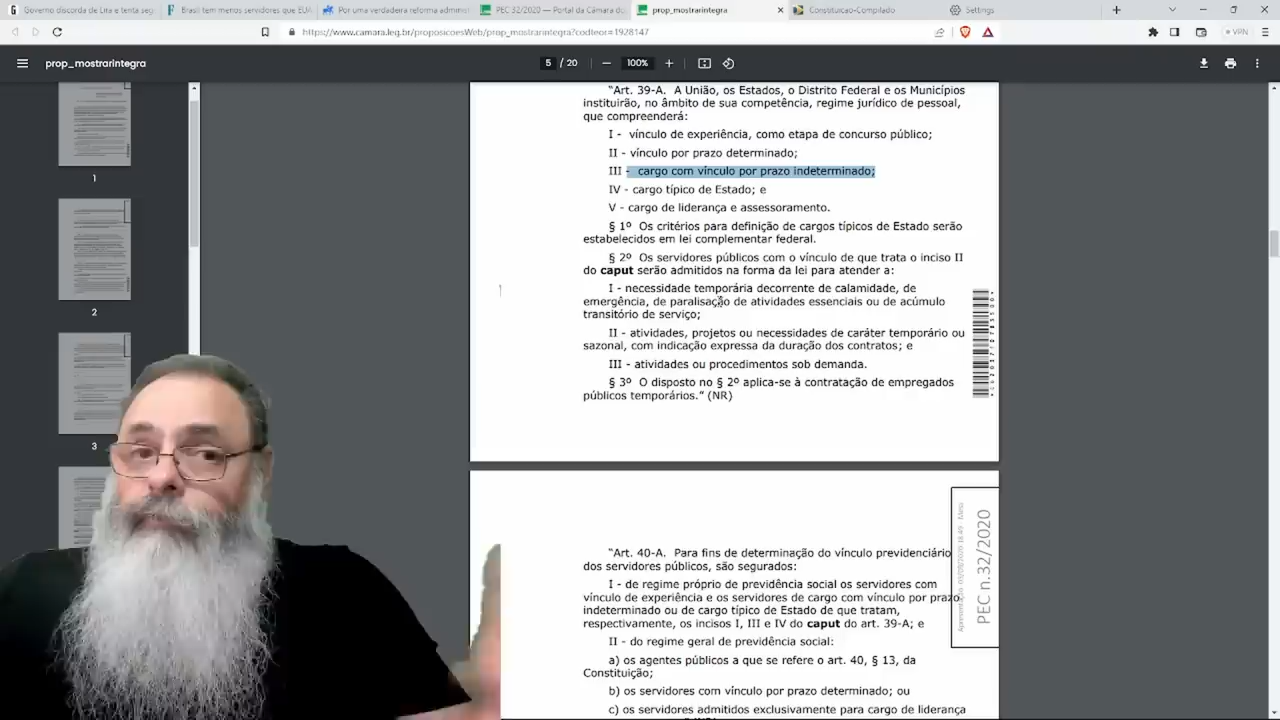 Governo discorda de Lira e tenta seg
Brasil tem menos servidores que EUA
Por uma verdadeira reforma administ
PEC 32/2020 — Portal da Câmara do
prop_mostrarintegra
Constituicao-Compilado
Settings
https://www.camara.leg.br/proposicoesWeb/prop_mostrarintegra?codteor=1928147
VPN
prop_mostrarintegra
5 / 20
100%
1
2
3
"Art. 39-A. A União, os Estados, o Distrito Federal e os Municípios
instituirão, no âmbito de sua competência, regime jurídico de pessoal,
que compreenderá:
I - vínculo de experiência, como etapa de concurso público;
II - vínculo por prazo determinado;
III - cargo com vínculo por prazo indeterminado;
IV - cargo típico de Estado; e
V - cargo de liderança e assessoramento.
§ 1º Os critérios para definição de cargos típicos de Estado serão
estabelecidos em lei complementar federal.
§ 2º Os servidores públicos com o vínculo de que trata o inciso II
do caput serão admitidos na forma da lei para atender a:
I - necessidade temporária decorrente de calamidade, de
emergência, de paralisação de atividades essenciais ou de acúmulo
transitório de serviço;
II - atividades, projetos ou necessidades de caráter temporário ou
sazonal, com indicação expressa da duração dos contratos; e
III - atividades ou procedimentos sob demanda.
§ 3º O disposto no § 2º aplica-se à contratação de empregados
públicos temporários." (NR)
PEC n.32/2020
"Art. 40-A. Para fins de determinação do vínculo previdenciário
dos servidores públicos, são segurados:
I - de regime próprio de previdência social os servidores com
vínculo de experiência e os servidores de cargo com vínculo por prazo
indeterminado ou de cargo típico de Estado de que tratam,
respectivamente, os incisos I, III e IV do caput do art. 39-A; e
II - do regime geral de previdência social:
a) os agentes públicos a que se refere o art. 40, § 13, da
Constituição;
b) os servidores com vínculo por prazo determinado; ou
c) os servidores admitidos exclusivamente para cargo de liderança